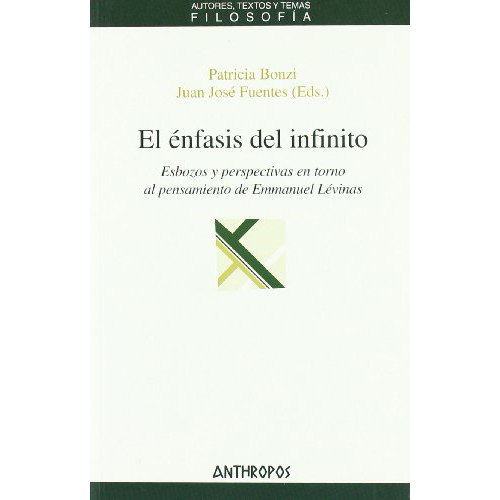 AUTORES, TEXTOS Y TEMAS
FILOSOFÍA
Patricia Bonzi
Juan José Fuentes (Eds.)
El énfasis del infinito
Esbozos y perspectivas en torno
al pensamiento de Emmanuel Lévinas
ANTHROPOS